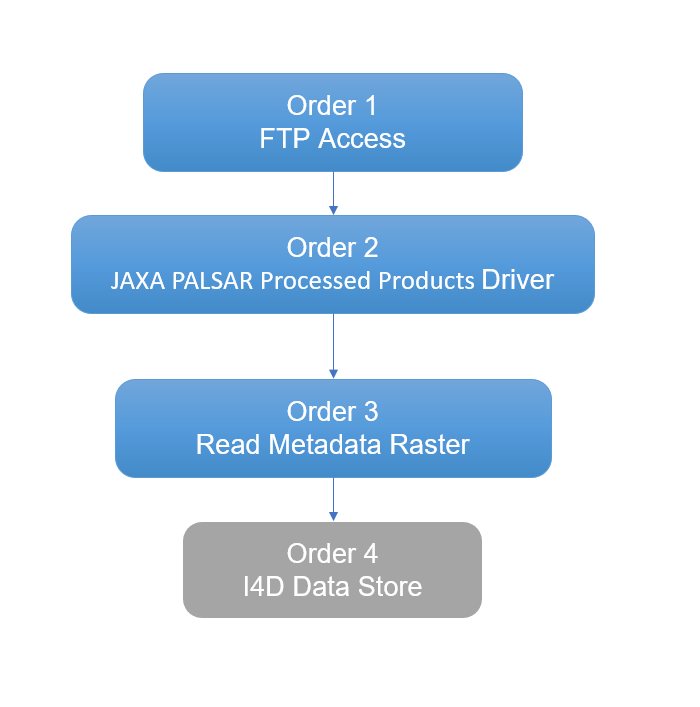 Order 1
FTP Access
Order 2
JAXA PALSAR Processed Products Driver
Order 3
Read Metadata Raster
Order 4
I4D Data Store